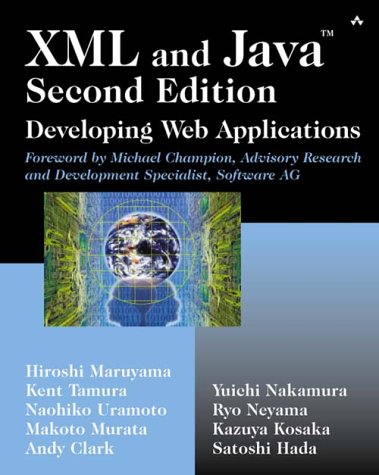 XML and Java™
Second Edition
Developing Web Applications
Foreword by Michael Champion, Advisory Research
and Development Specialist, Software AG
Hiroshi Maruyama
Kent Tamura
Naohiko Uramoto
Makoto Murata
Andy Clark
Yuichi Nakamura
Ryo Neyama
Kazuya Kosaka
Satoshi Hada